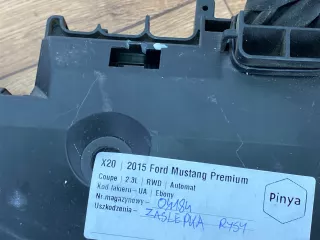 X20 | 2015 Ford Mustang Premium
Coupe | 2.3L | RWD | Automat
Kod lakieru - UA | Ebony
Nr magazynowy - 04184
Uszkodzenia - ZAŚLEPKA RYSY
Pinya